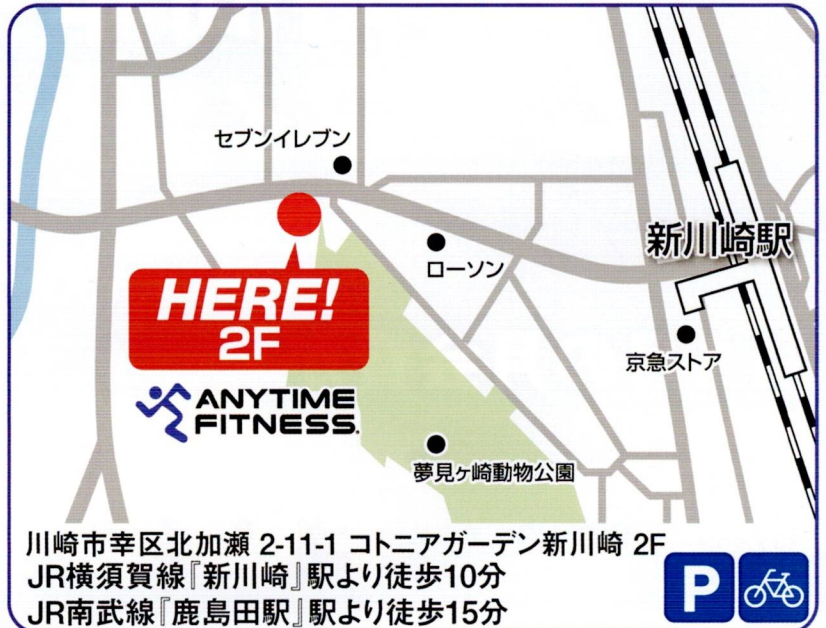 セブンイレブン
新川崎駅
ローソン
HERE!
2F
京急ストア
ANYTIME
FITNESS.
夢見ヶ崎動物公園
川崎市幸区北加瀬 2-11-1 コトニアガーデン新川崎 2F
JR横須賀線『新川崎』駅より徒歩10分
JR南武線『鹿島田駅』駅より徒歩15分
P